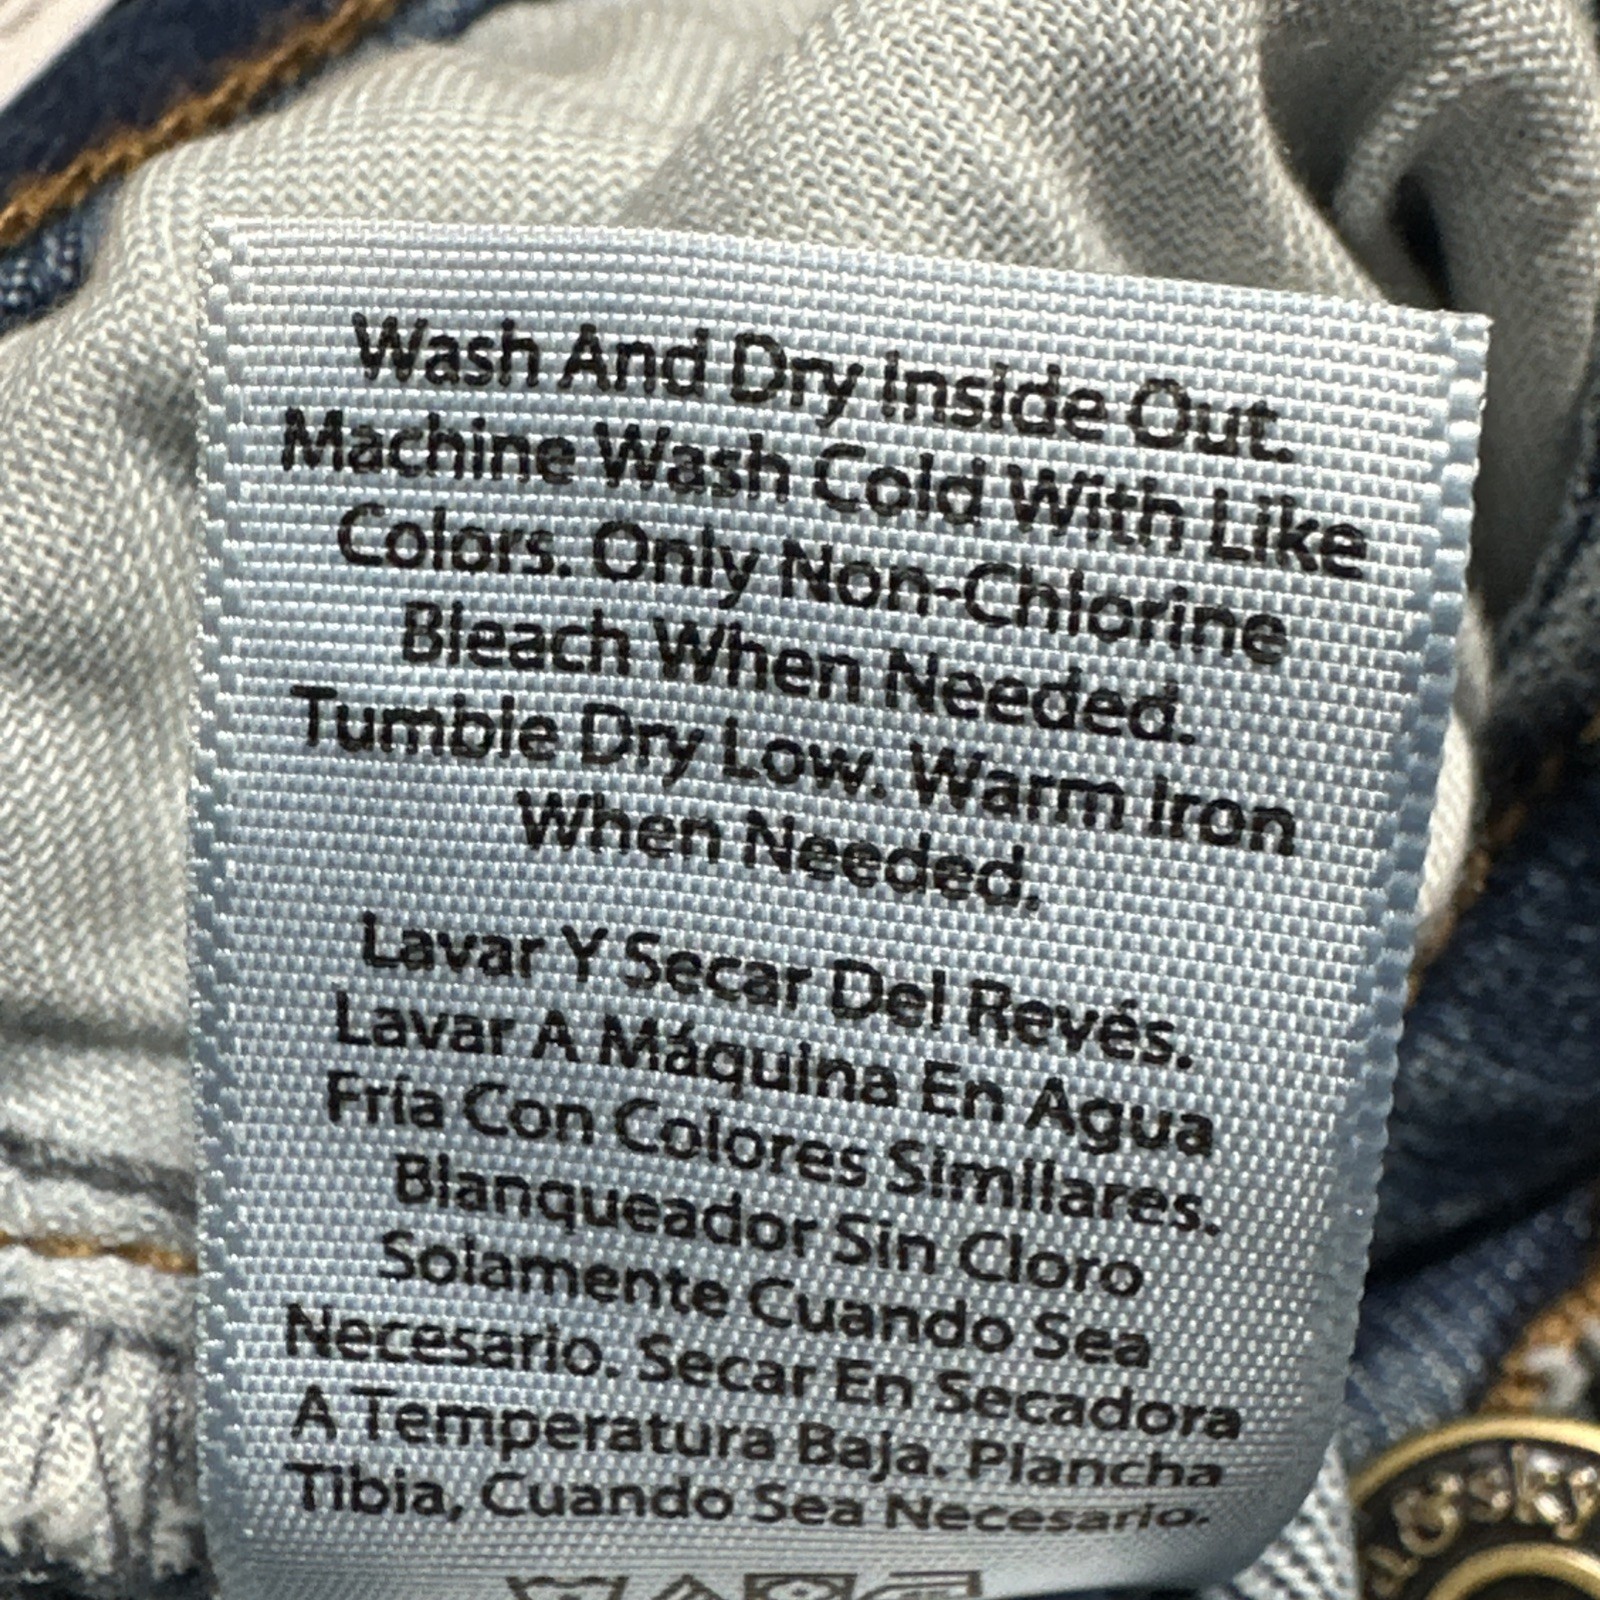 Wash And Dry Inside Out.
Machine Wash Cold With Like
Colors. Only Non-Chlorine
Bleach When Needed.
Tumble Dry Low. Warm Iron
When Needed.
Lavar Y Secar Del Revés.
Lavar A Máquina En Agua
Fría Con Colores Similares.
Blanqueador Sin Cloro
Solamente Cuando Sea
Necesario. Secar En Secadora
A Temperatura Baja. Plancha
Tibia, Cuando Sea Necesario.